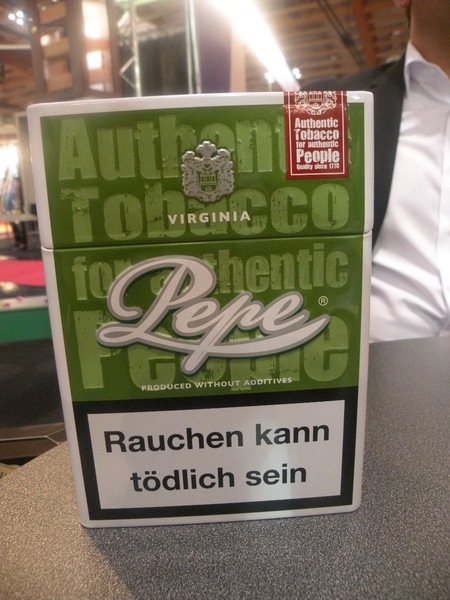 Authentic
Tobacco
for authentic
People
Quality since 1770
Authentic
Tobacco
for authentic
People
VIRGINIA
Pepe ®
PRODUCED WITHOUT ADDITIVES
Rauchen kann
tödlich sein